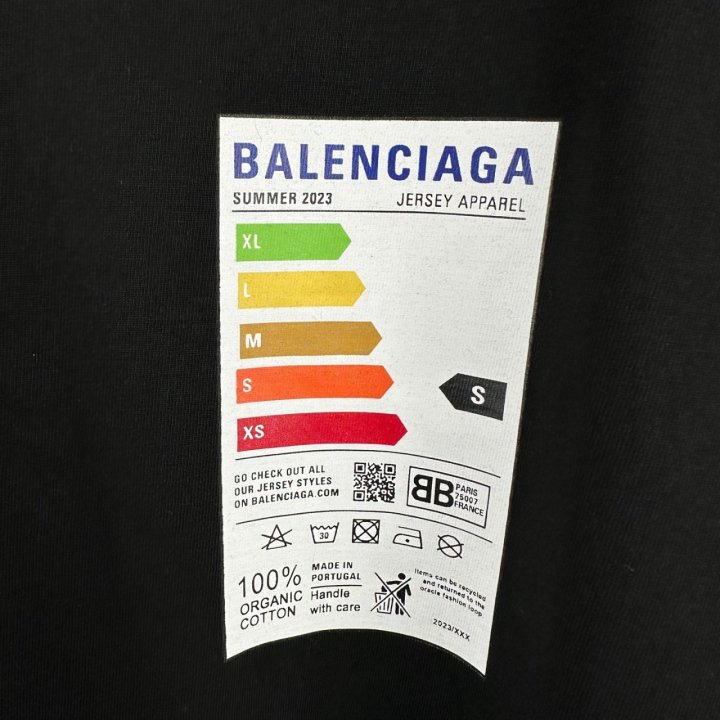 BALENCIAGA
SUMMER 2023 JERSEY APPAREL
XL
L
M
S
S
XS
GO CHECK OUT ALL
OUR JERSEY STYLES
ON BALENCIAGA.COM
BB
PARIS
75007
FRANCE
30
100%
ORGANIC
COTTON
MADE IN
PORTUGAL
Handle
with care
Items can be recycled
and returned to the
oracle fashion loop
2023/XXX